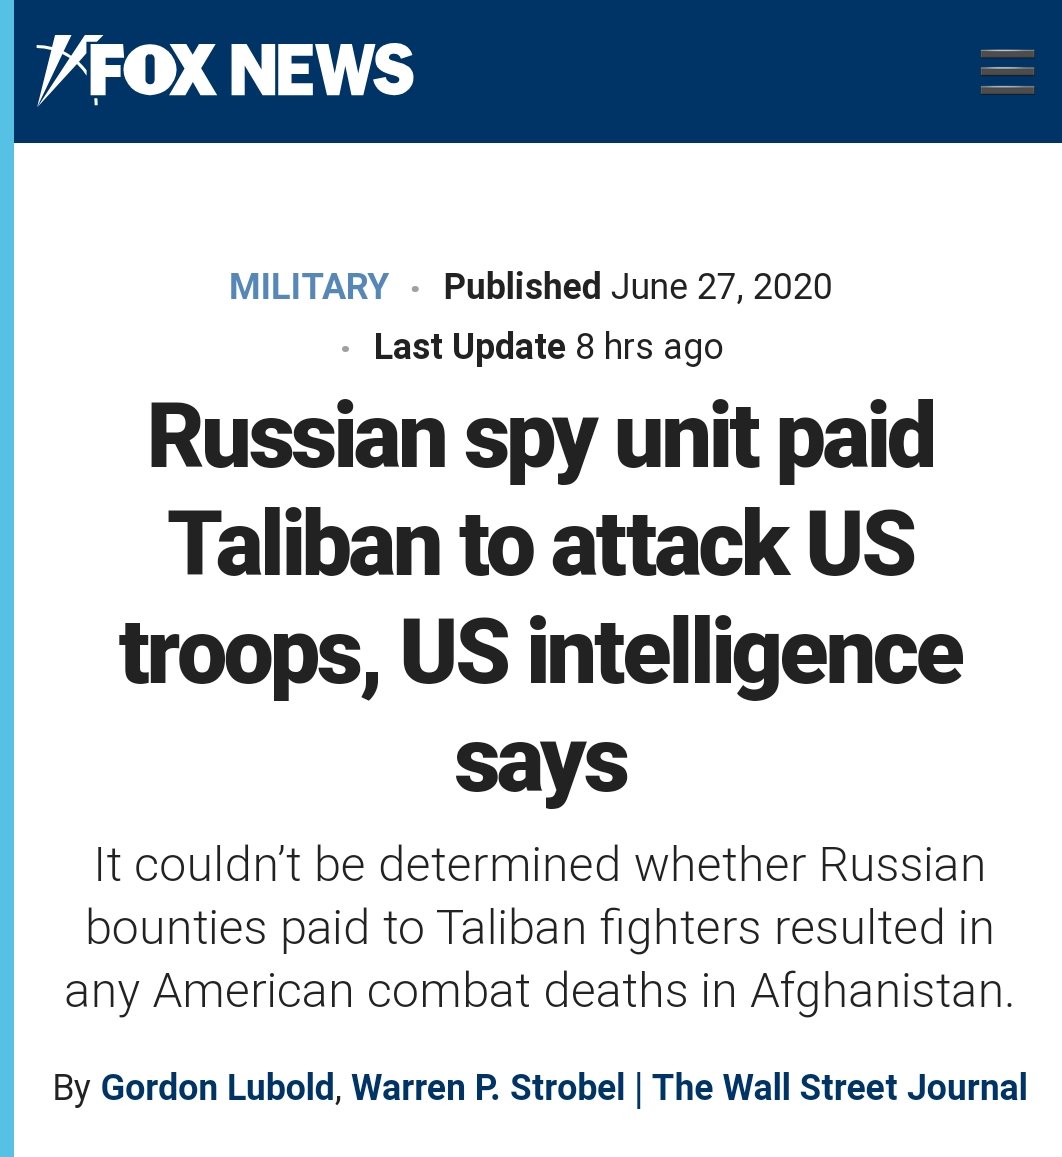 FOX NEWS
MILITARY • Published June 27, 2020
• Last Update 8 hrs ago
Russian spy unit paid
Taliban to attack US
troops, US intelligence
says
It couldn’t be determined whether Russian
bounties paid to Taliban fighters resulted in
any American combat deaths in Afghanistan.
By Gordon Lubold, Warren P. Strobel | The Wall Street Journal